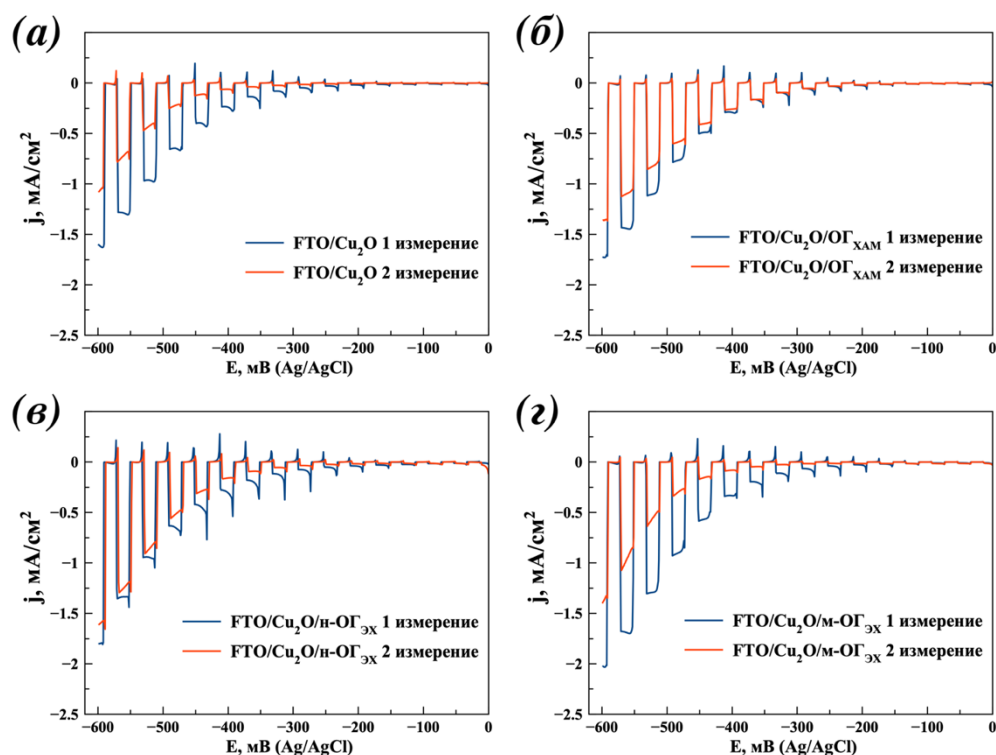 (а)
0
−0.5
−1
−1.5
−2
−2.5
j, мА/см²
FTO/Cu₂O 1 измерение
FTO/Cu₂O 2 измерение
−600 −500 −400 −300 −200 −100 0
E, мВ (Ag/AgCl)
(б)
0
−0.5
−1
−1.5
−2
−2.5
j, мА/см²
FTO/Cu₂O/ОГ_ХАМ 1 измерение
FTO/Cu₂O/ОГ_ХАМ 2 измерение
−600 −500 −400 −300 −200 −100 0
E, мВ (Ag/AgCl)
(в)
0
−0.5
−1
−1.5
−2
−2.5
j, мА/см²
FTO/Cu₂O/н-ОГ_ЭХ 1 измерение
FTO/Cu₂O/н-ОГ_ЭХ 2 измерение
−600 −500 −400 −300 −200 −100 0
E, мВ (Ag/AgCl)
(г)
0
−0.5
−1
−1.5
−2
−2.5
j, мА/см²
FTO/Cu₂O/м-ОГ_ЭХ 1 измерение
FTO/Cu₂O/м-ОГ_ЭХ 2 измерение
−600 −500 −400 −300 −200 −100 0
E, мВ (Ag/AgCl)